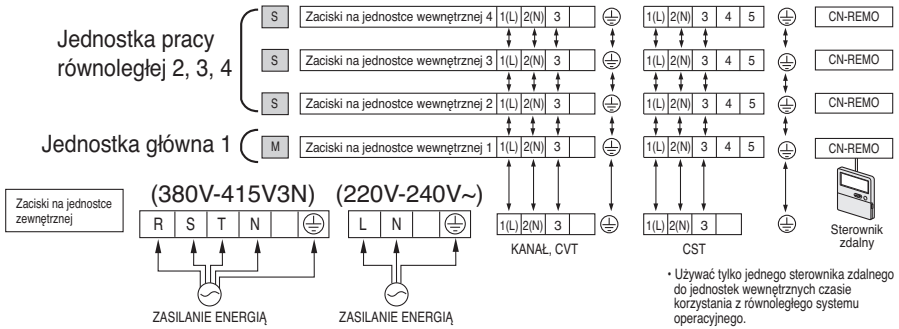 Jednostka pracy
równoległej 2, 3, 4
S Zaciski na jednostce wewnętrznej 4 1(L) 2(N) 3 1(L) 2(N) 3 4 5 CN-REMO
S Zaciski na jednostce wewnętrznej 3 1(L) 2(N) 3 1(L) 2(N) 3 4 5 CN-REMO
S Zaciski na jednostce wewnętrznej 2 1(L) 2(N) 3 1(L) 2(N) 3 4 5 CN-REMO
Jednostka główna 1 M Zaciski na jednostce wewnętrznej 1 1(L) 2(N) 3 1(L) 2(N) 3 4 5 CN-REMO
Zaciski na jednostce
zewnętrznej
(380V-415V3N) (220V-240V~)
R S T N L N 1(L) 2(N) 3 1(L) 2(N) 3
KANAŁ, CVT CST
Sterownik
zdalny
ZASILANIE ENERGIĄ ZASILANIE ENERGIĄ
• Używać tylko jednego sterownika zdalnego
do jednostek wewnętrznych czasie
korzystania z równoległego systemu
operacyjnego.